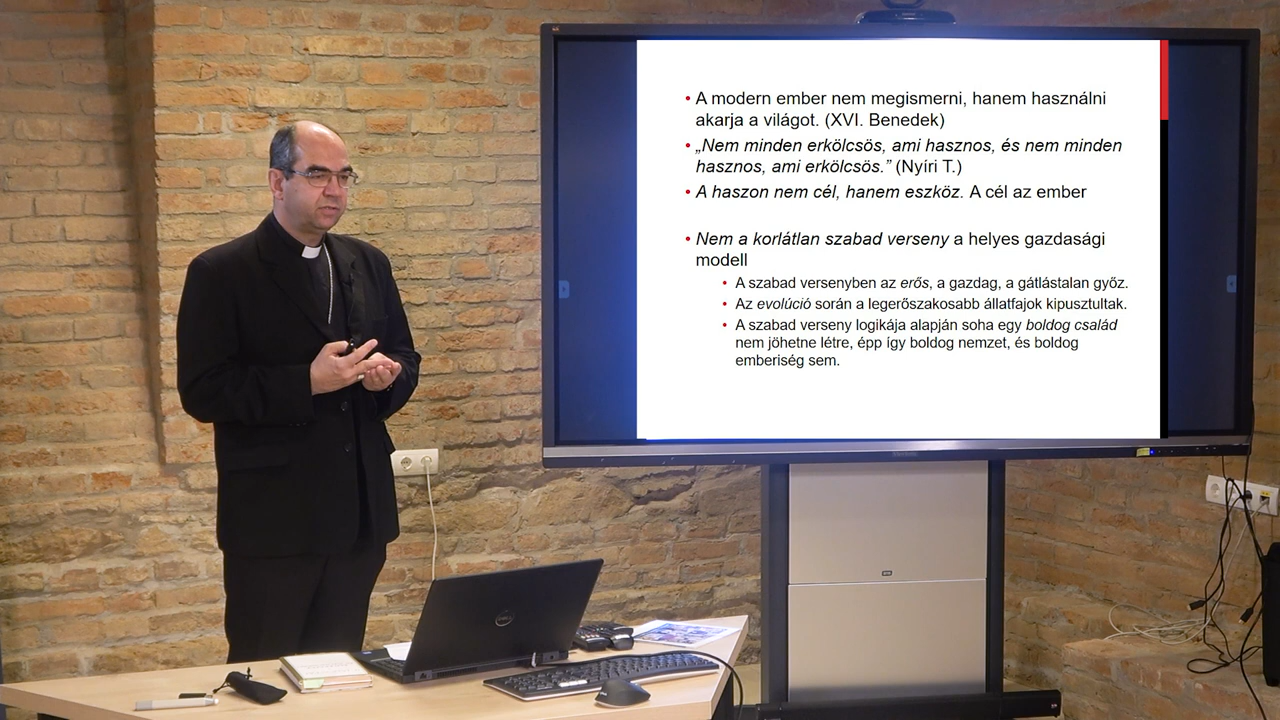 • A modern ember nem megismerni, hanem használni
akarja a világot. (XVI. Benedek)
• „Nem minden erkölcsös, ami hasznos, és nem minden
hasznos, ami erkölcsös.” (Nyíri T.)
• A haszon nem cél, hanem eszköz. A cél az ember
• Nem a korlátlan szabad verseny a helyes gazdasági
modell
• A szabad versenyben az erős, a gazdag, a gátlástalan győz.
• Az evolúció során a legerőszakosabb állatfajok kipusztultak.
• A szabad verseny logikája alapján soha egy boldog család
nem jöhetne létre, épp így boldog nemzet, és boldog
emberiség sem.
DELL